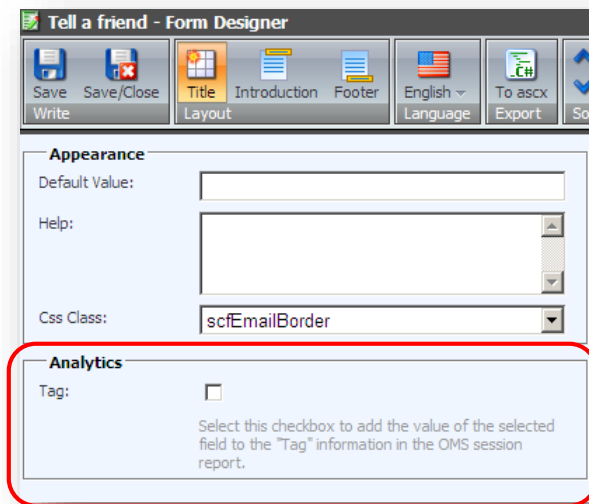 Tell a friend - Form Designer
Save Save/Close Title Introduction Footer English To ascx
Write Layout Language Export So
Appearance
Default Value:
Help:
Css Class: scfEmailBorder
Analytics
Tag:
Select this checkbox to add the value of the selected
field to the "Tag" information in the OMS session
report.